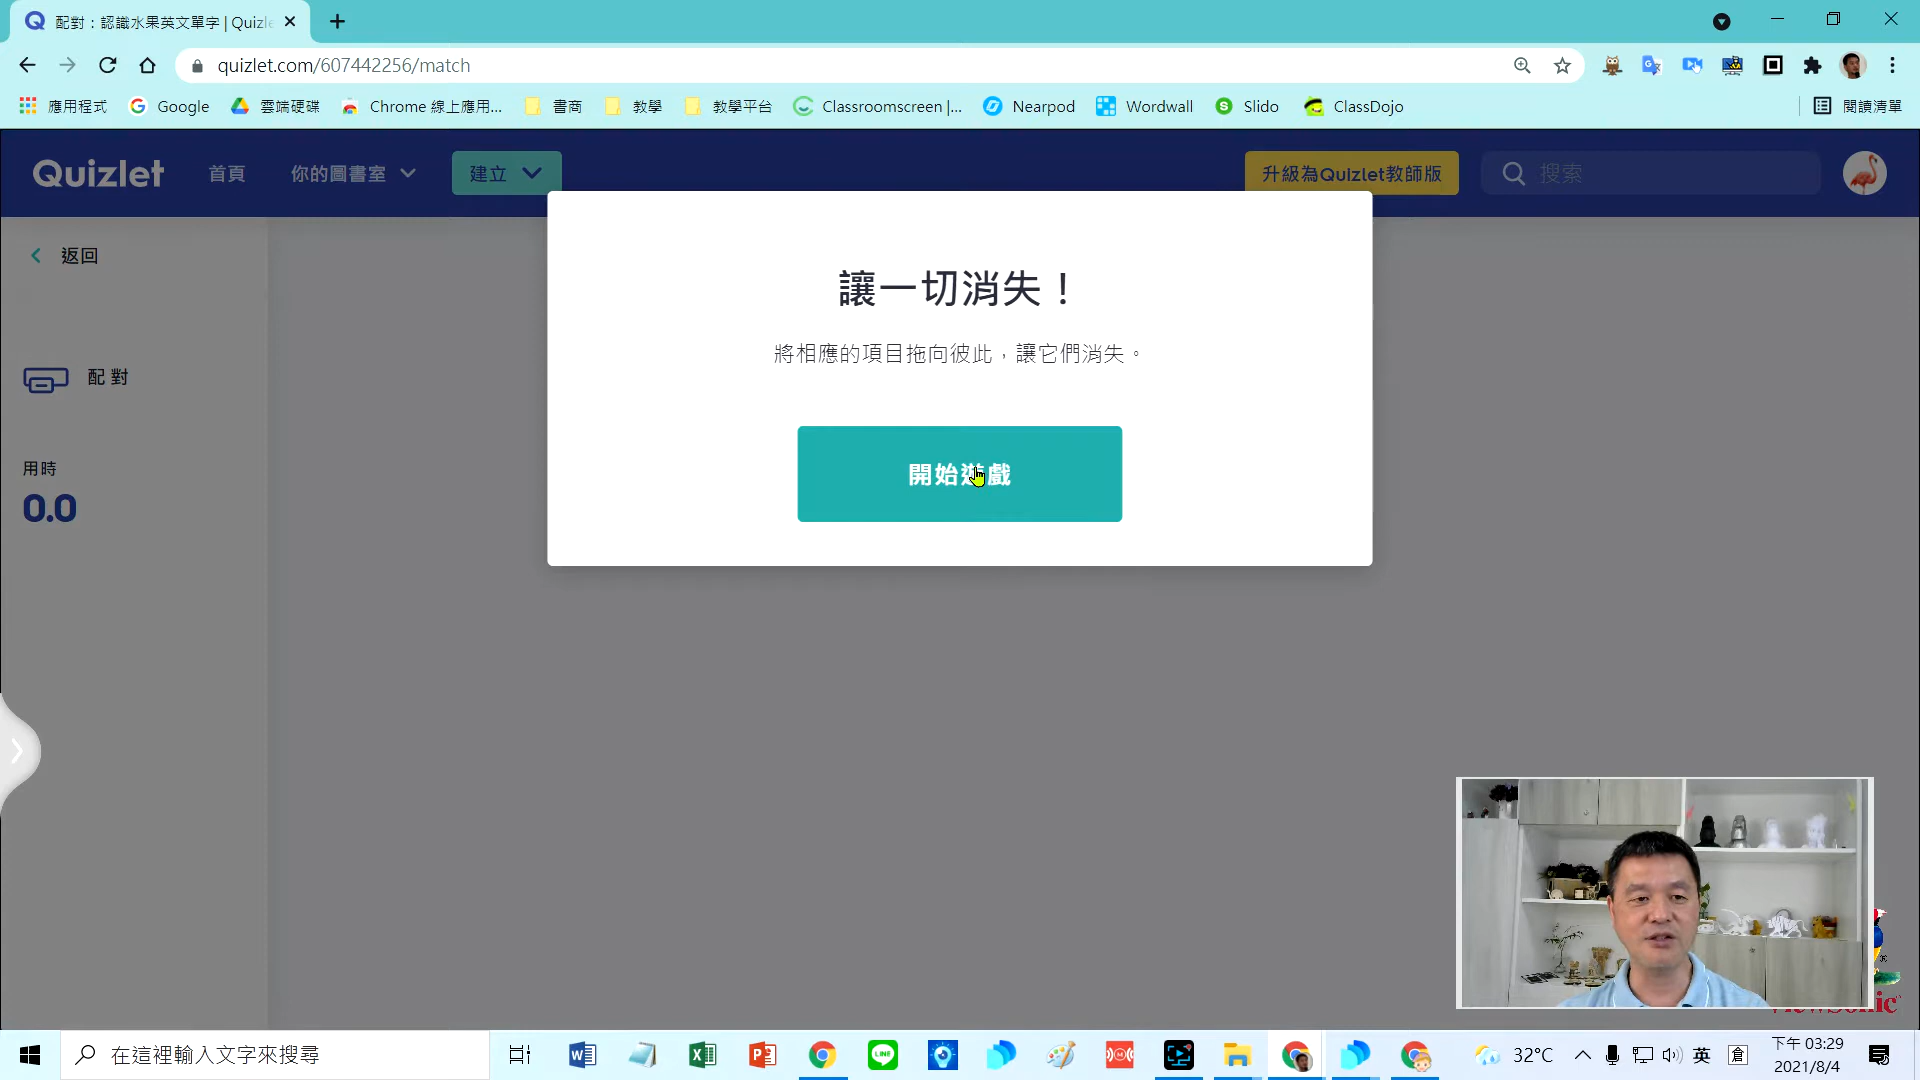 配對：認識水果英文單字 | Quizle
quizlet.com/607442256/match
應用程式
Google
雲端硬碟
Chrome 線上應用...
書商
教學
教學平台
Classroomscreen |...
Nearpod
Wordwall
Slido
ClassDojo
閱讀清單
Quizlet
首頁
你的圖書室
建立
升級為Quizlet教師版
搜索
返回
讓一切消失！
將相應的項目拖向彼此，讓它們消失。
配對
開始遊戲
用時
0.0
ViewSonic
在這裡輸入文字來搜尋
32°C
英
倉
下午 03:29
2021/8/4